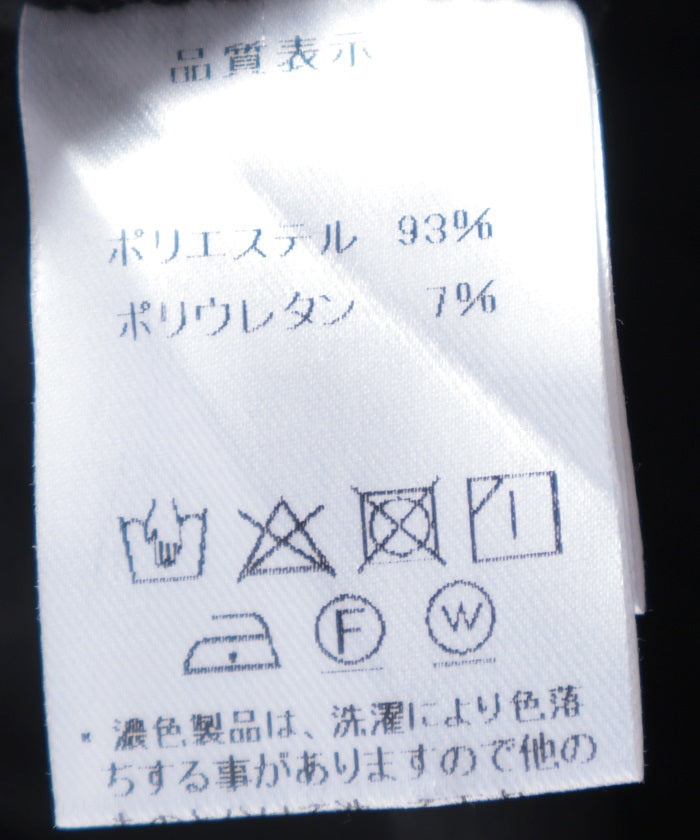 品質表示
ポリエステル 93%
ポリウレタン 7%
F W
* 濃色製品は、洗濯により色落
ちする事がありますので他の